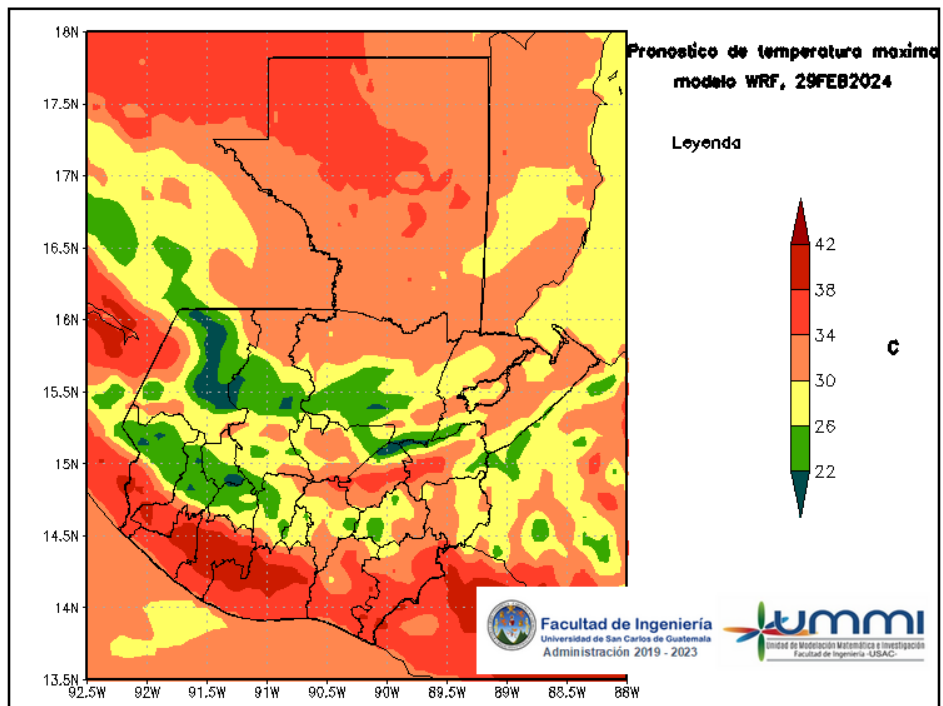 Pronostico de temperatura maxima
modelo WRF, 29FEB2024
Leyenda
18N
17.5N
17N
16.5N
16N
15.5N
15N
14.5N
14N
13.5N
92.5W
92W
91.5W
91W
90.5W
90W
89.5W
89W
88.5W
88W
42
38
34
30
26
22
C
Facultad de Ingeniería
Universidad de San Carlos de Guatemala
Administración 2019 - 2023
UMMI
Unidad de Modelación Matemática e Investigación
Facultad de Ingeniería -USAC-